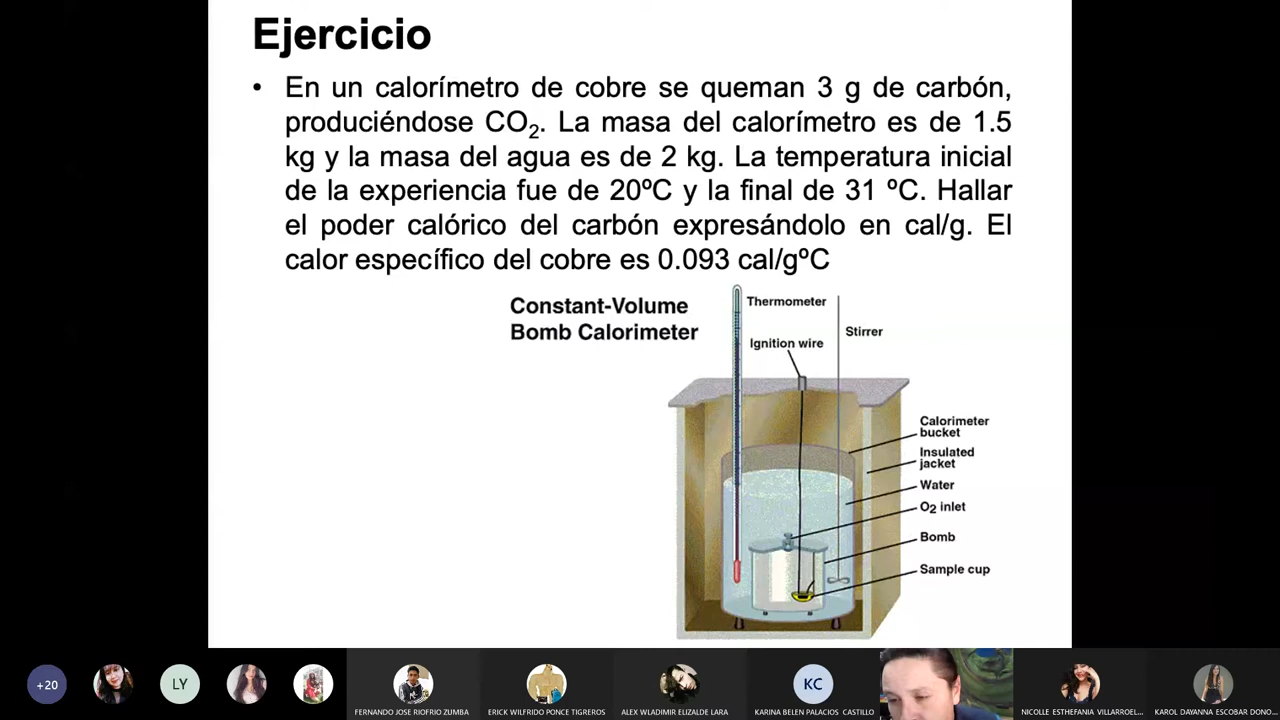 Ejercicio
• En un calorímetro de cobre se queman 3 g de carbón,
produciéndose CO₂. La masa del calorímetro es de 1.5
kg y la masa del agua es de 2 kg. La temperatura inicial
de la experiencia fue de 20ºC y la final de 31 ºC. Hallar
el poder calórico del carbón expresándolo en cal/g. El
calor específico del cobre es 0.093 cal/gºC
Constant-Volume
Bomb Calorimeter
Thermometer
Stirrer
Ignition wire
Calorimeter
bucket
Insulated
jacket
Water
O₂ inlet
Bomb
Sample cup
+20
LY
FERNANDO JOSE RIOFRIO ZUMBA
ERICK WILFRIDO PONCE TIGREROS
ALEX WLADIMIR ELIZALDE LARA
KC
KARINA BELEN PALACIOS CASTILLO
NICOLLE ESTHEFANIA VILLARROEL...
KAROL DAYANNA ESCOBAR DONO...